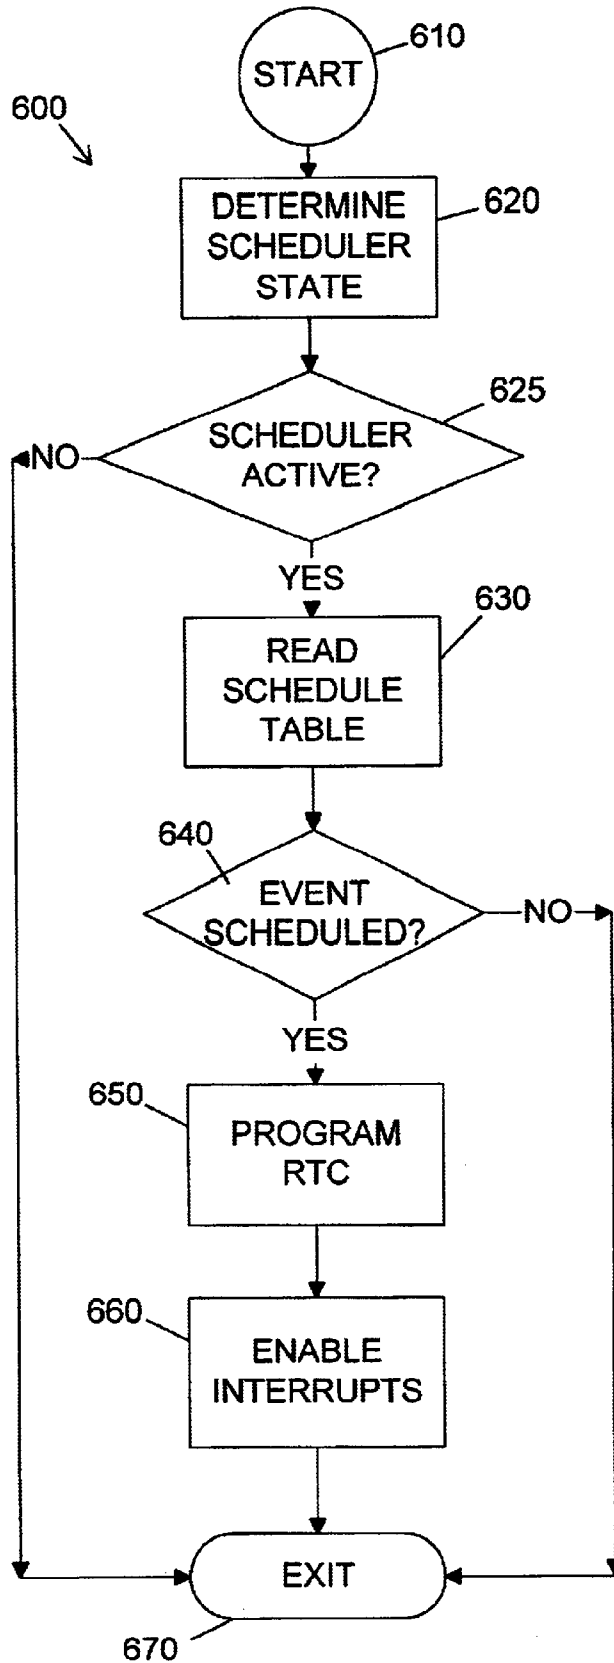 610
START
600
DETERMINE
SCHEDULER
STATE
620
625
SCHEDULER
ACTIVE?
NO
YES
630
READ
SCHEDULE
TABLE
640
EVENT
SCHEDULED?
NO
YES
650
PROGRAM
RTC
660
ENABLE
INTERRUPTS
EXIT
670